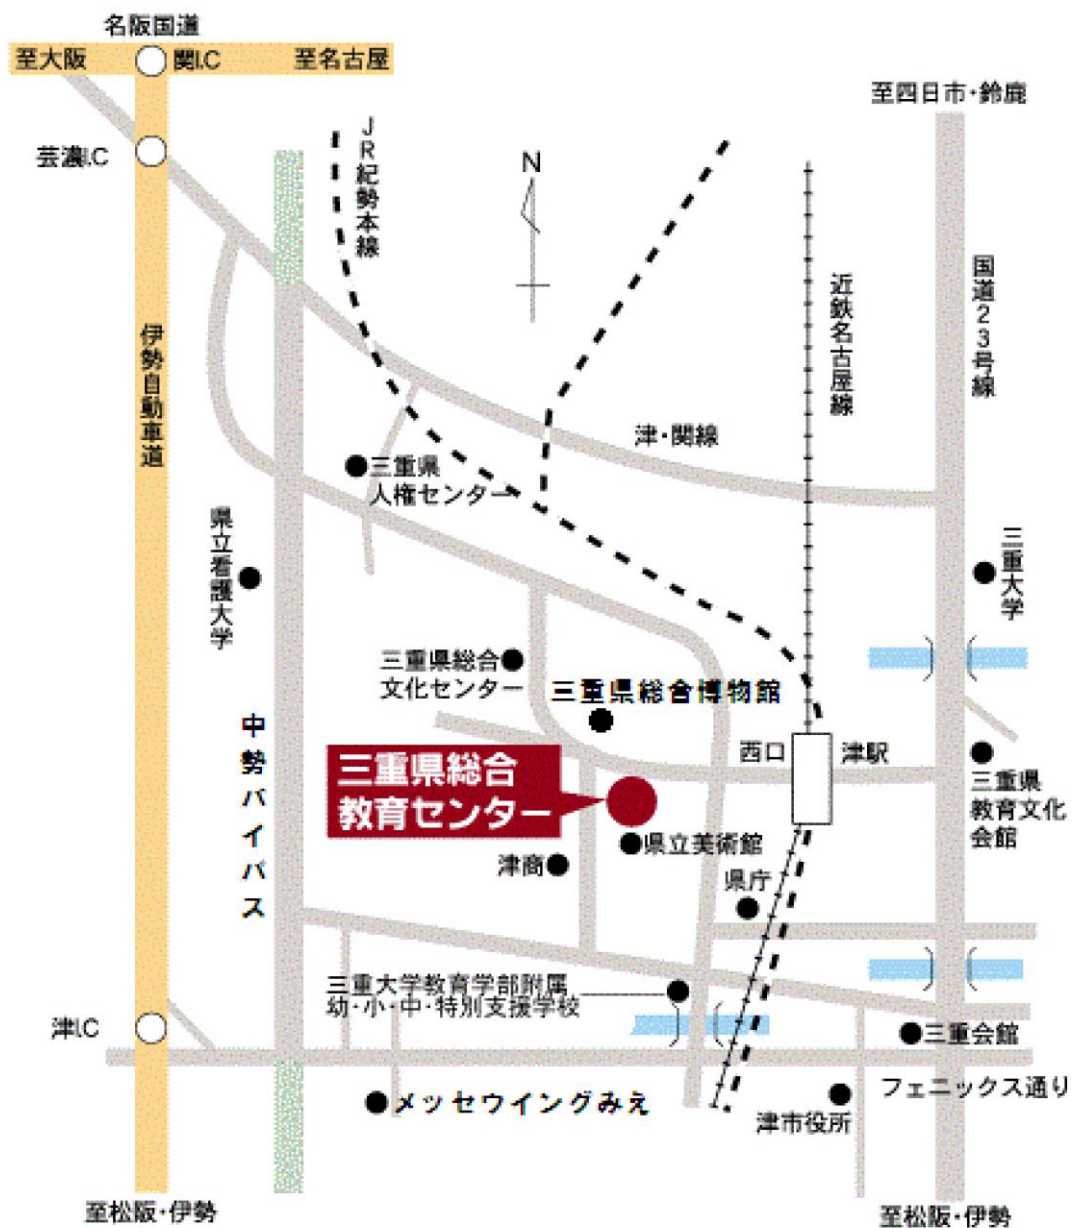 名阪国道
至大阪
関I.C
至名古屋
至四日市・鈴鹿
芸濃I.C
JR紀勢本線
N
近鉄名古屋線
国道23号線
伊勢自動車道
津・関線
三重県
人権センター
県立看護大学
三重大学
三重県総合
文化センター
三重県総合博物館
中勢バイパス
西口
津駅
三重県総合
教育センター
三重県
教育文化
会館
県立美術館
津商
県庁
三重大学教育学部附属
幼・小・中・特別支援学校
津I.C
三重会館
フェニックス通り
メッセウイングみえ
津市役所
至松阪・伊勢
至松阪・伊勢